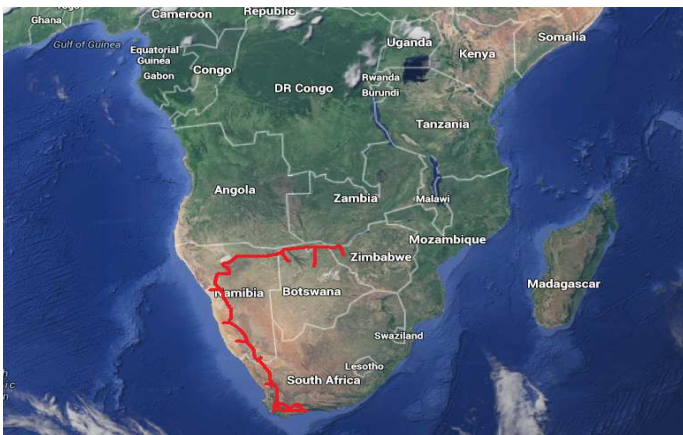 Cameroon
Republic
Ghana
Gulf of Guinea
Equatorial
Guinea
Gabon
Congo
DR Congo
Uganda
Kenya
Somalia
Rwanda
Burundi
Tanzania
Angola
Zambia
Malawi
Mozambique
Zimbabwe
Namibia
Botswana
Madagascar
Swaziland
Lesotho
South Africa